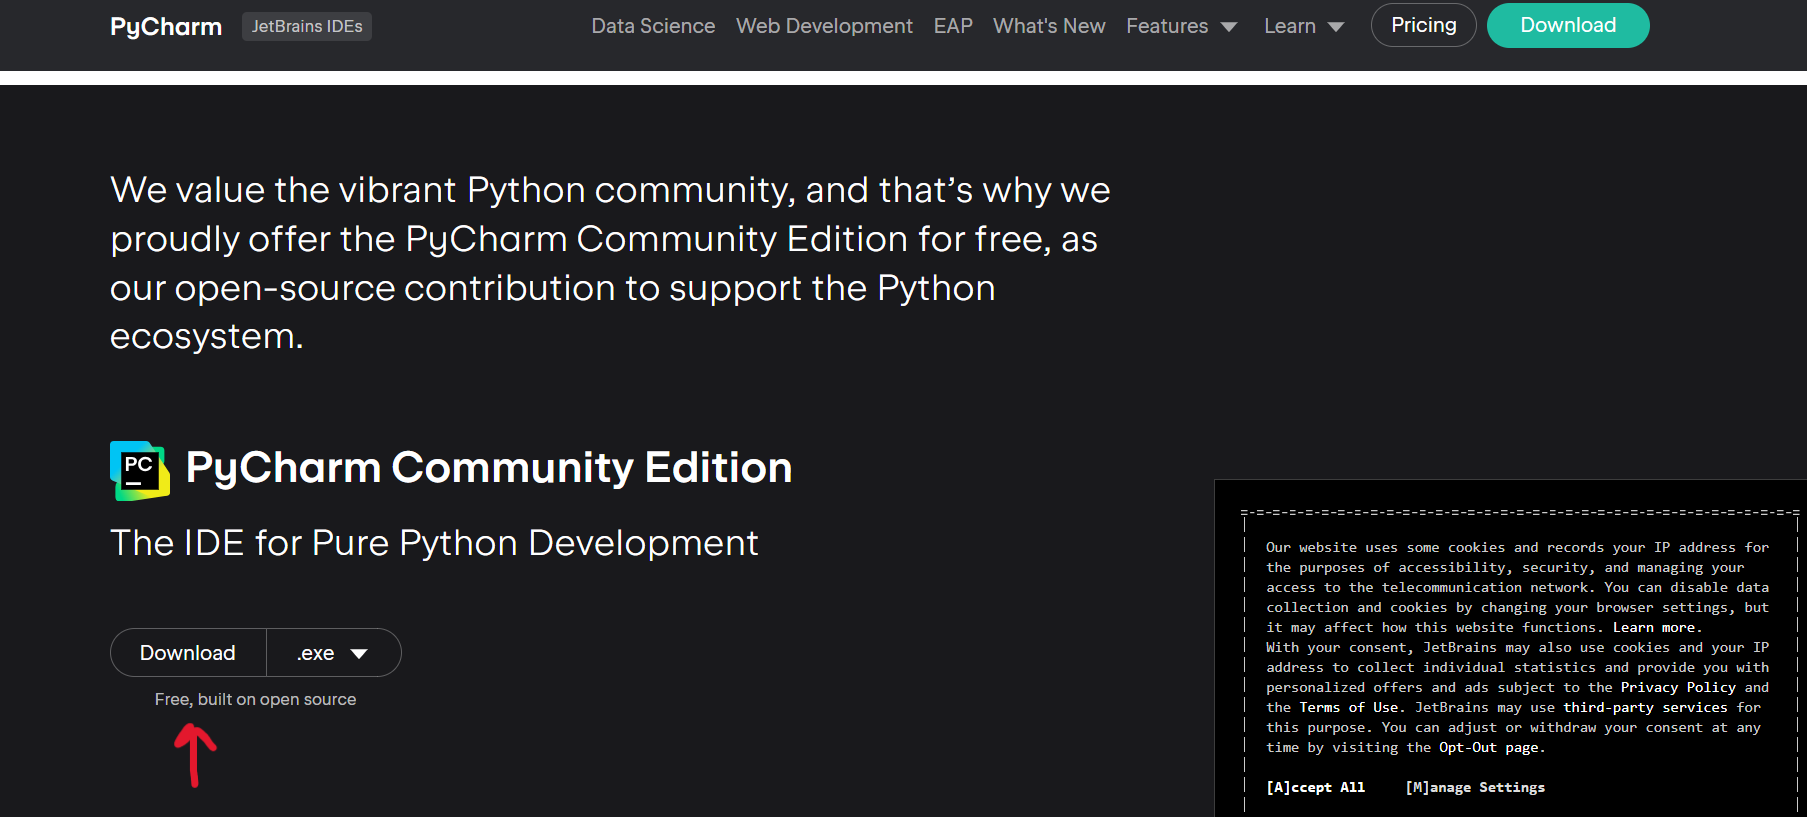 PyCharm JetBrains IDEs Data Science Web Development EAP What's New Features Learn Pricing Download
We value the vibrant Python community, and that's why we
proudly offer the PyCharm Community Edition for free, as
our open-source contribution to support the Python
ecosystem.
PC PyCharm Community Edition
The IDE for Pure Python Development
Download .exe
Free, built on open source
Our website uses some cookies and records your IP address for
the purposes of accessibility, security, and managing your
access to the telecommunication network. You can disable data
collection and cookies by changing your browser settings, but
it may affect how this website functions. Learn more.
With your consent, JetBrains may also use cookies and your IP
address to collect individual statistics and provide you with
personalized offers and ads subject to the Privacy Policy and
the Terms of Use. JetBrains may use third-party services for
this purpose. You can adjust or withdraw your consent at any
time by visiting the Opt-Out page.
[A]ccept All [M]anage Settings